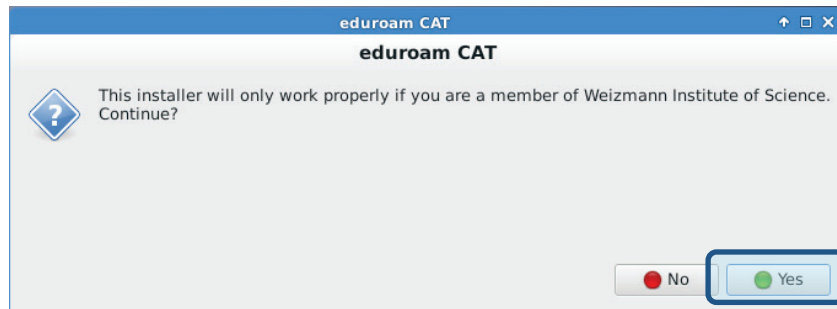 eduroam CAT
eduroam CAT
This installer will only work properly if you are a member of Weizmann Institute of Science.
Continue?
No
Yes